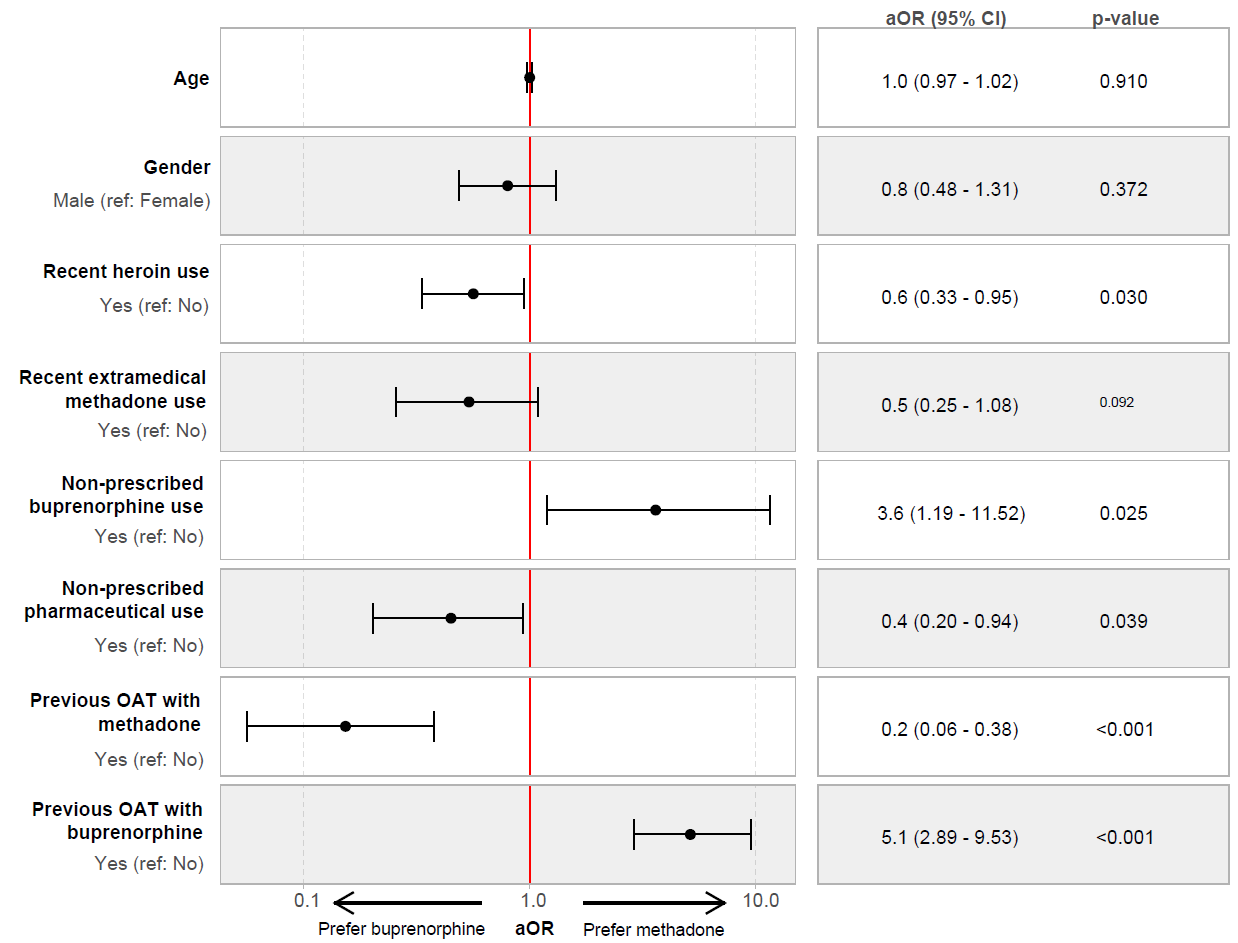 aOR (95% CI) p-value
Age
1.0 (0.97 - 1.02) 0.910
Gender
Male (ref: Female)
0.8 (0.48 - 1.31) 0.372
Recent heroin use
Yes (ref: No)
0.6 (0.33 - 0.95) 0.030
Recent extramedical
methadone use
Yes (ref: No)
0.5 (0.25 - 1.08) 0.092
Non-prescribed
buprenorphine use
Yes (ref: No)
3.6 (1.19 - 11.52) 0.025
Non-prescribed
pharmaceutical use
Yes (ref: No)
0.4 (0.20 - 0.94) 0.039
Previous OAT with
methadone
Yes (ref: No)
0.2 (0.06 - 0.38) <0.001
Previous OAT with
buprenorphine
Yes (ref: No)
5.1 (2.89 - 9.53) <0.001
0.1 1.0 10.0
Prefer buprenorphine aOR Prefer methadone